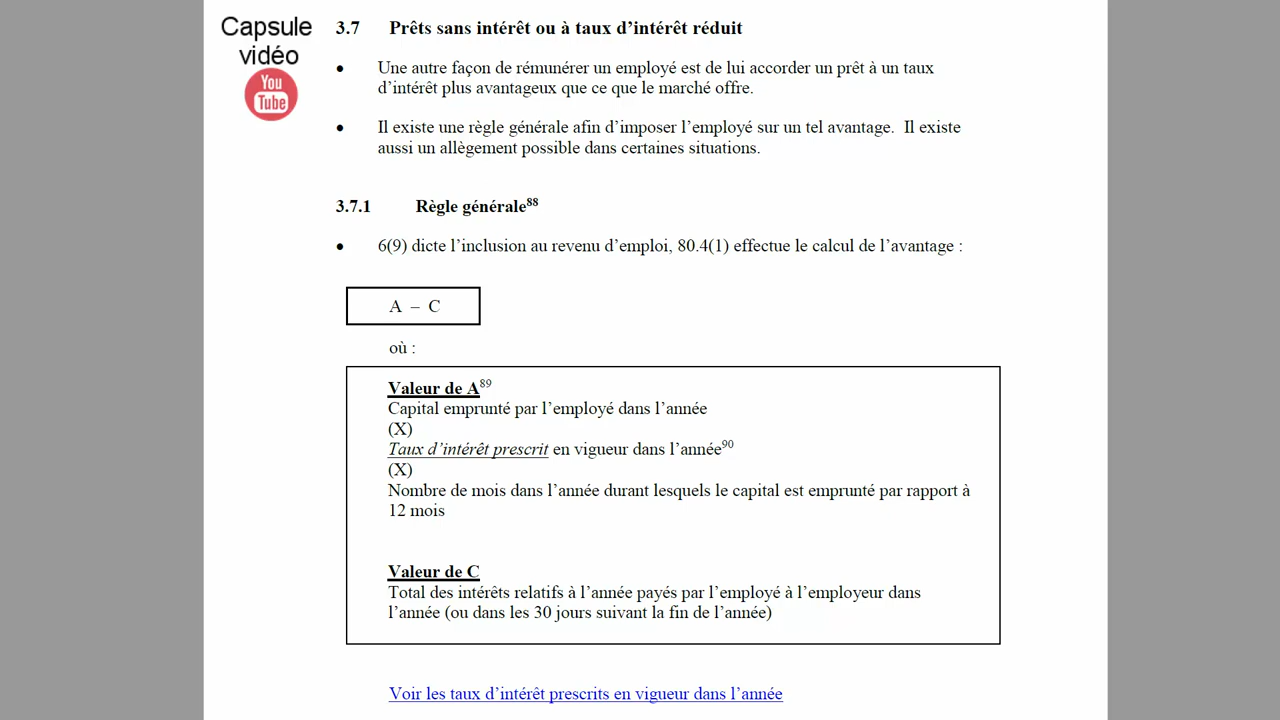 Capsule
vidéo
You
Tube
3.7 Prêts sans intérêt ou à taux d’intérêt réduit
• Une autre façon de rémunérer un employé est de lui accorder un prêt à un taux
d’intérêt plus avantageux que ce que le marché offre.
• Il existe une règle générale afin d’imposer l’employé sur un tel avantage. Il existe
aussi un allègement possible dans certaines situations.
3.7.1 Règle générale88
• 6(9) dicte l’inclusion au revenu d’emploi, 80.4(1) effectue le calcul de l’avantage :
A – C
où :
Valeur de A89
Capital emprunté par l’employé dans l’année
(X)
Taux d’intérêt prescrit en vigueur dans l’année90
(X)
Nombre de mois dans l’année durant lesquels le capital est emprunté par rapport à
12 mois
Valeur de C
Total des intérêts relatifs à l’année payés par l’employé à l’employeur dans
l’année (ou dans les 30 jours suivant la fin de l’année)
Voir les taux d’intérêt prescrits en vigueur dans l’année